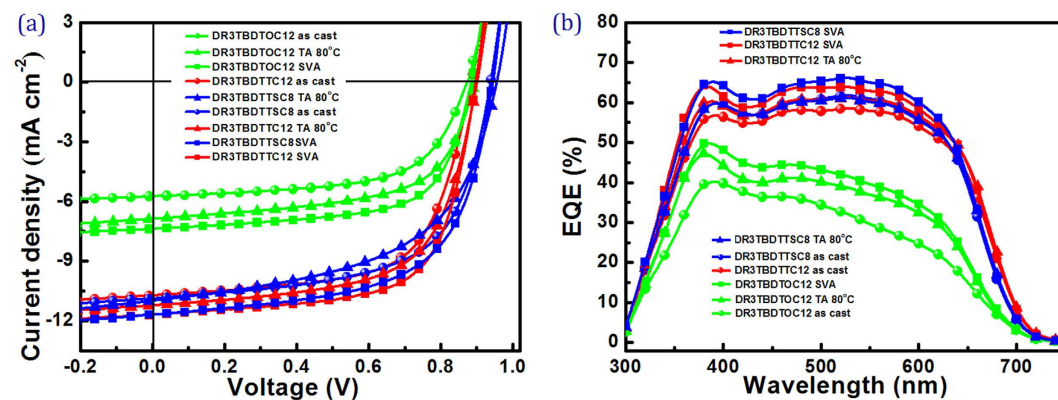 (a)
3
0
-3
-6
-9
-12
Current density (mA cm-2)
DR3TBDTOC12 as cast
DR3TBDTOC12 TA 80°C
DR3TBDTOC12 SVA
DR3TBDTTC12 as cast
DR3TBDTTSC8 TA 80°C
DR3TBDTTSC8 as cast
DR3TBDTTC12 TA 80°C
DR3TBDTTSC8SVA
DR3TBDTTC12 SVA
-0.2 0.0 0.2 0.4 0.6 0.8 1.0
Voltage (V)
(b)
80
70
60
50
40
30
20
10
0
EQE (%)
DR3TBDTTSC8 SVA
DR3TBDTTC12 SVA
DR3TBDTTC12 TA 80°C
DR3TBDTTSC8 TA 80°C
DR3TBDTTSC8 as cast
DR3TBDTTC12 as cast
DR3TBDTOC12 SVA
DR3TBDTOC12 TA 80°C
DR3TBDTOC12 as cast
300 400 500 600 700
Wavelength (nm)